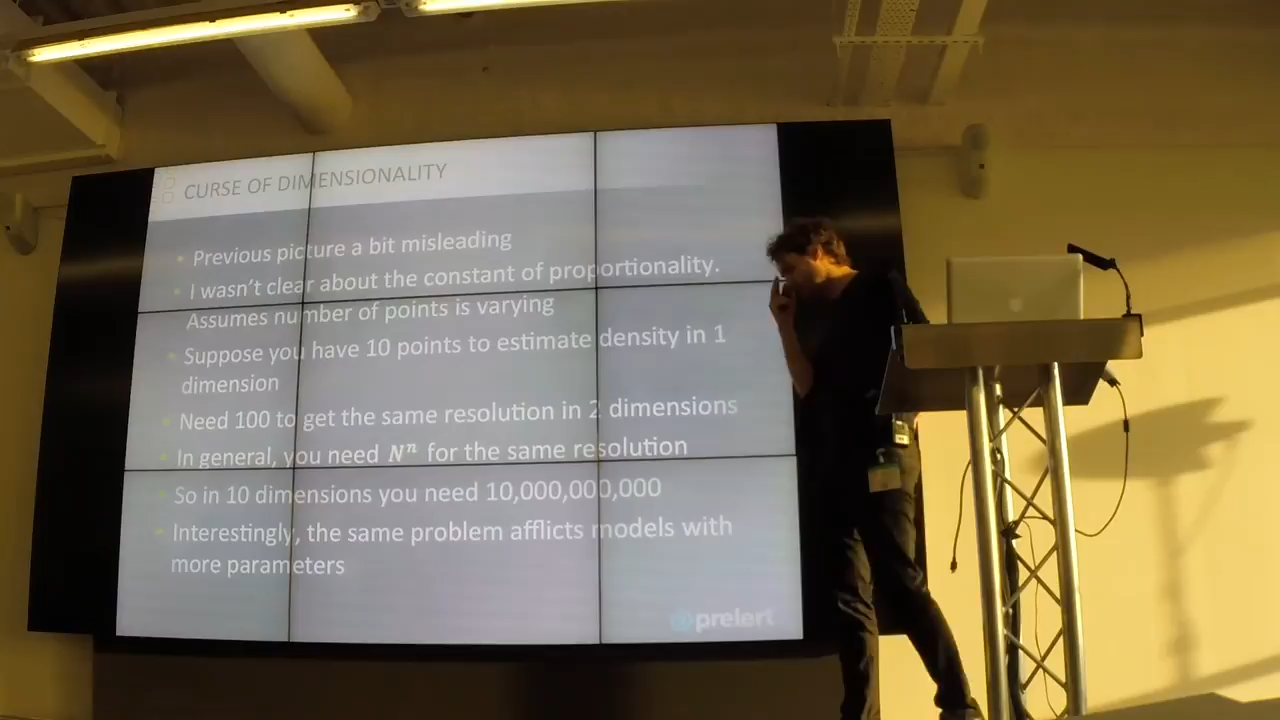 CURSE OF DIMENSIONALITY
Previous picture a bit misleading
I wasn't clear about the constant of proportionality.
Assumes number of points is varying
Suppose you have 10 points to estimate density in 1
dimension
Need 100 to get the same resolution in 2 dimensions
In general, you need Nⁿ for the same resolution
So in 10 dimensions you need 10,000,000,000
Interestingly, the same problem afflicts models with
more parameters
prelert